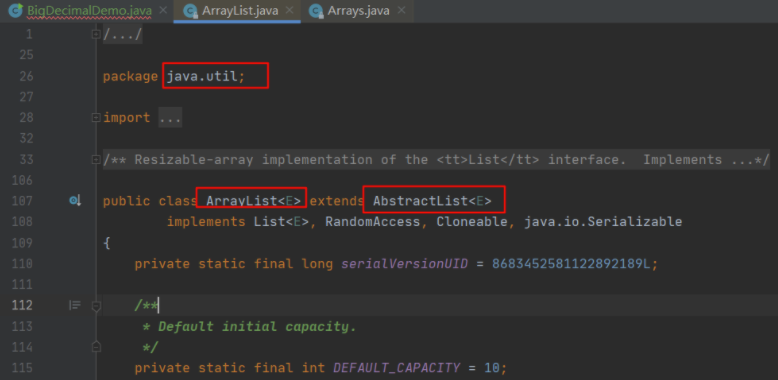 BigDecimalDemo.java ArrayList.java Arrays.java
1 /.../
25
26 package java.util;
27
28 import ...
32
33 /** Resizable-array implementation of the <tt>List</tt> interface.  Implements ...*/
106
107 public class ArrayList<E> extends AbstractList<E>
108 implements List<E>, RandomAccess, Cloneable, java.io.Serializable
109 {
110 private static final long serialVersionUID = 8683452581122892189L;
111
112 /**
113 * Default initial capacity.
114 */
115 private static final int DEFAULT_CAPACITY = 10;